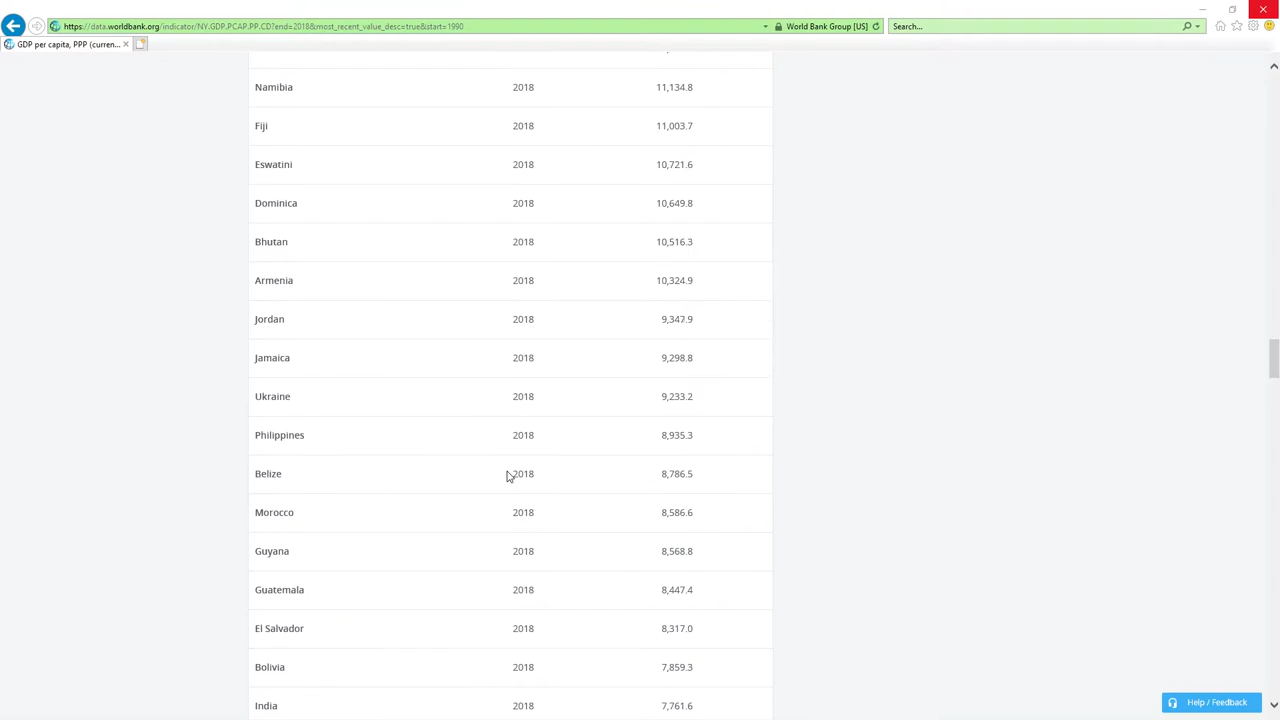 https://data.worldbank.org/indicator/NY.GDP.PCAP.PP.CD?end=2018&most_recent_value_desc=true&start=1990
World Bank Group [US]
Search...
GDP per capita, PPP (curren...
Namibia 2018 11,134.8
Fiji 2018 11,003.7
Eswatini 2018 10,721.6
Dominica 2018 10,649.8
Bhutan 2018 10,516.3
Armenia 2018 10,324.9
Jordan 2018 9,347.9
Jamaica 2018 9,298.8
Ukraine 2018 9,233.2
Philippines 2018 8,935.3
Belize 2018 8,786.5
Morocco 2018 8,586.6
Guyana 2018 8,568.8
Guatemala 2018 8,447.4
El Salvador 2018 8,317.0
Bolivia 2018 7,859.3
India 2018 7,761.6
Help / Feedback